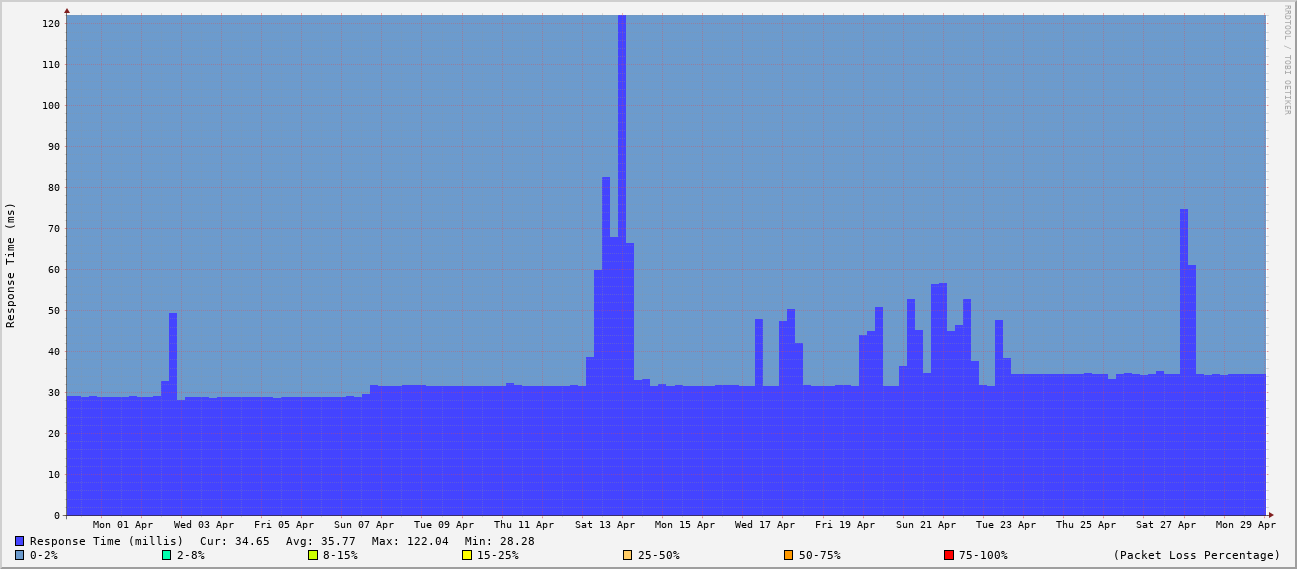 RRDTOOL / TOBI OETIKER
Response Time (ms)
120
110
100
90
80
70
60
50
40
30
20
10
0
Mon 01 Apr Wed 03 Apr Fri 05 Apr Sun 07 Apr Tue 09 Apr Thu 11 Apr Sat 13 Apr Mon 15 Apr Wed 17 Apr Fri 19 Apr Sun 21 Apr Tue 23 Apr Thu 25 Apr Sat 27 Apr Mon 29 Apr
Response Time (millis) Cur: 34.65 Avg: 35.77 Max: 122.04 Min: 28.28
0-2% 2-8% 8-15% 15-25% 25-50% 50-75% 75-100% (Packet Loss Percentage)